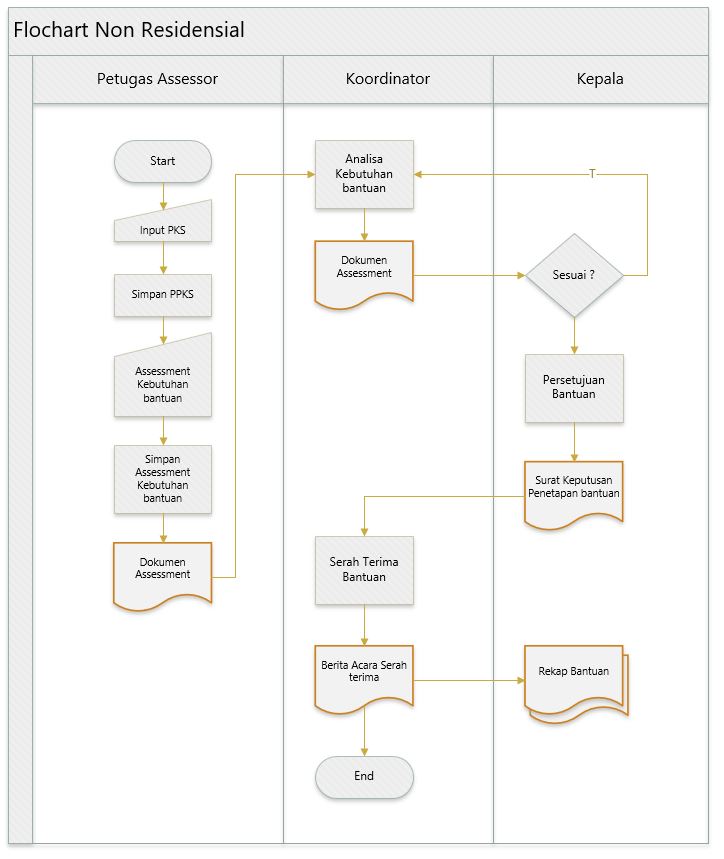 Flochart Non Residensial
Petugas Assessor
Koordinator
Kepala
Start
Input PKS
Simpan PPKS
Assessment
Kebutuhan
bantuan
Simpan
Assessment
Kebutuhan
bantuan
Dokumen
Assessment
Analisa
Kebutuhan
bantuan
Dokumen
Assessment
T
Sesuai ?
Persetujuan
Bantuan
Surat Keputusan
Penetapan bantuan
Serah Terima
Bantuan
Berita Acara Serah
terima
Rekap Bantuan
End